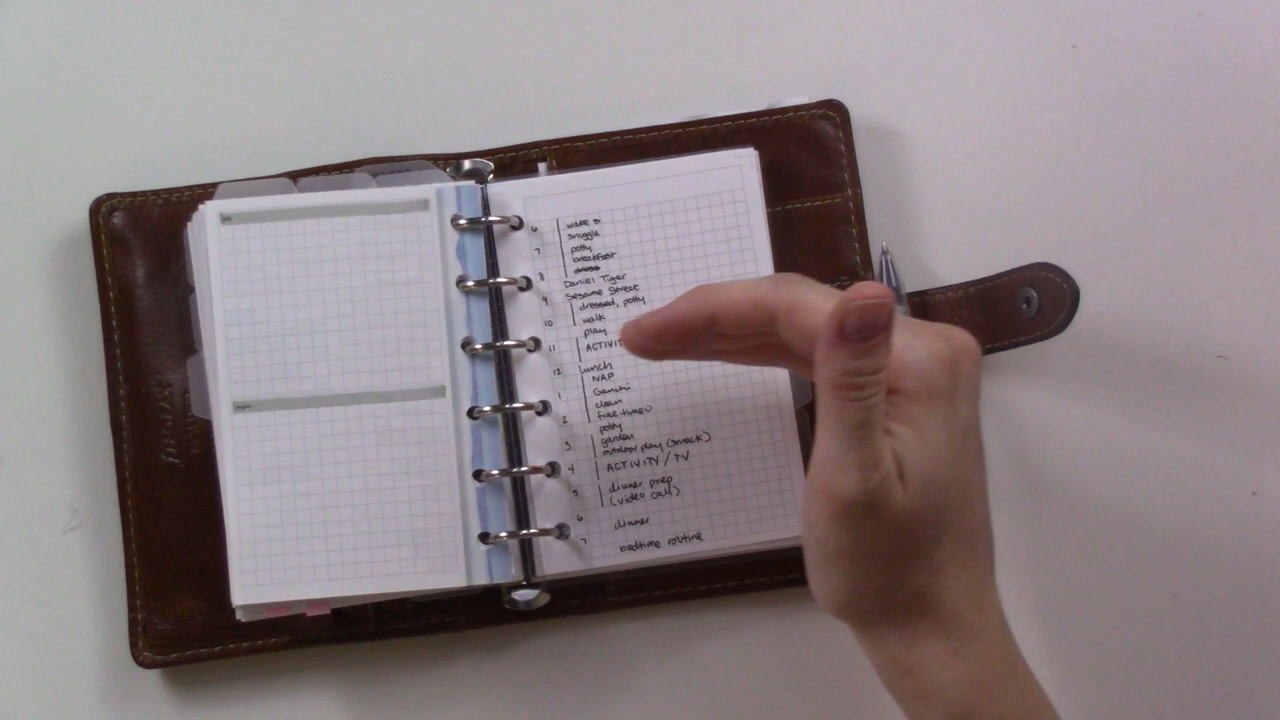 6 wake
snuggle
7 potty
breakfast
8 dress
Daniel Tiger
9 Sesame Street
dressed, potty
10 walk
play
11 ACTIVIT
12 lunch
NAP
1
clean
2 free time
potty
3 garden
outdoor play (snack)
4 ACTIVITY / TV
5 dinner prep
(video call)
6 dinner
7 bedtime routine